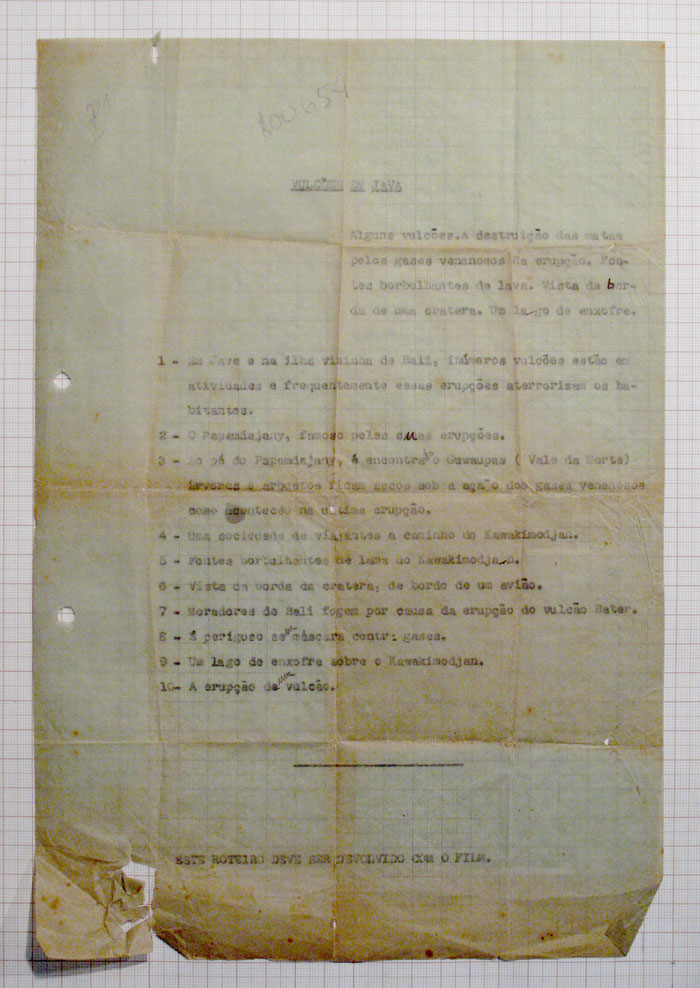 800654
VULCÕES EM JAVA
Alguns vulcões. A destruição das matas
pelos gases venenosos da erupção. Fon-
tes borbulhantes de lava. Vista da bor-
da de uma cratera. Um lago de enxofre.
1 - Em Java e na ilha vizinha de Bali, inúmeros vulcões estão em
atividades e frequentemente essas erupções aterrorizam os ha-
bitantes.
2 - O Papandajany, famoso pelas suas erupções.
3 - Ao pé do Papandajany, é encontrado o Guwaupas ( Vale da Morte)
árvores e arbustos ficam secos sob a ação dos gases venenosos
como aconteceu na ultima erupção.
4 - Uma sociedade de viajantes a caminho do Kawakimodjan.
5 - Fontes borbulhantes de lama do Kawakimodjan.
6 - Vista da borda da cratera, de bordo de um avião.
7 - Moradores de Bali fogem por causa da erupção do vulcão Bater.
8 - é perigoso sem máscara contra gases.
9 - Um lago de enxofre sobre o Kawakimodjan.
10- A erupção de um vulcão.
ESTE ROTEIRO DEVE SER DEVOLVIDO COM O FILM.